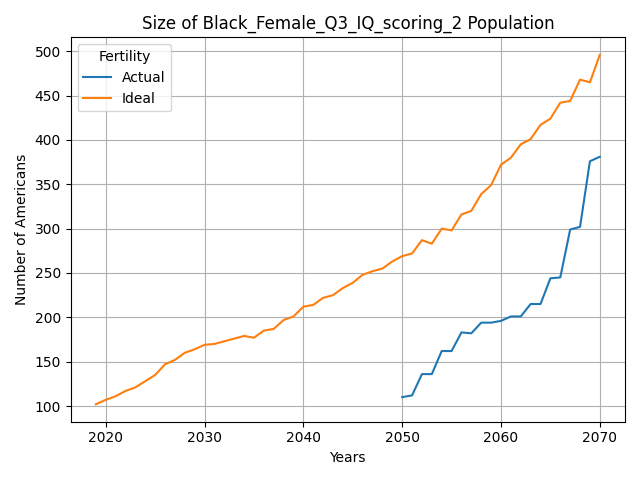 Size of Black_Female_Q3_IQ_scoring_2 Population
Fertility
Actual
Ideal
Number of Americans
500
450
400
350
300
250
200
150
100
2020 2030 2040 2050 2060 2070
Years